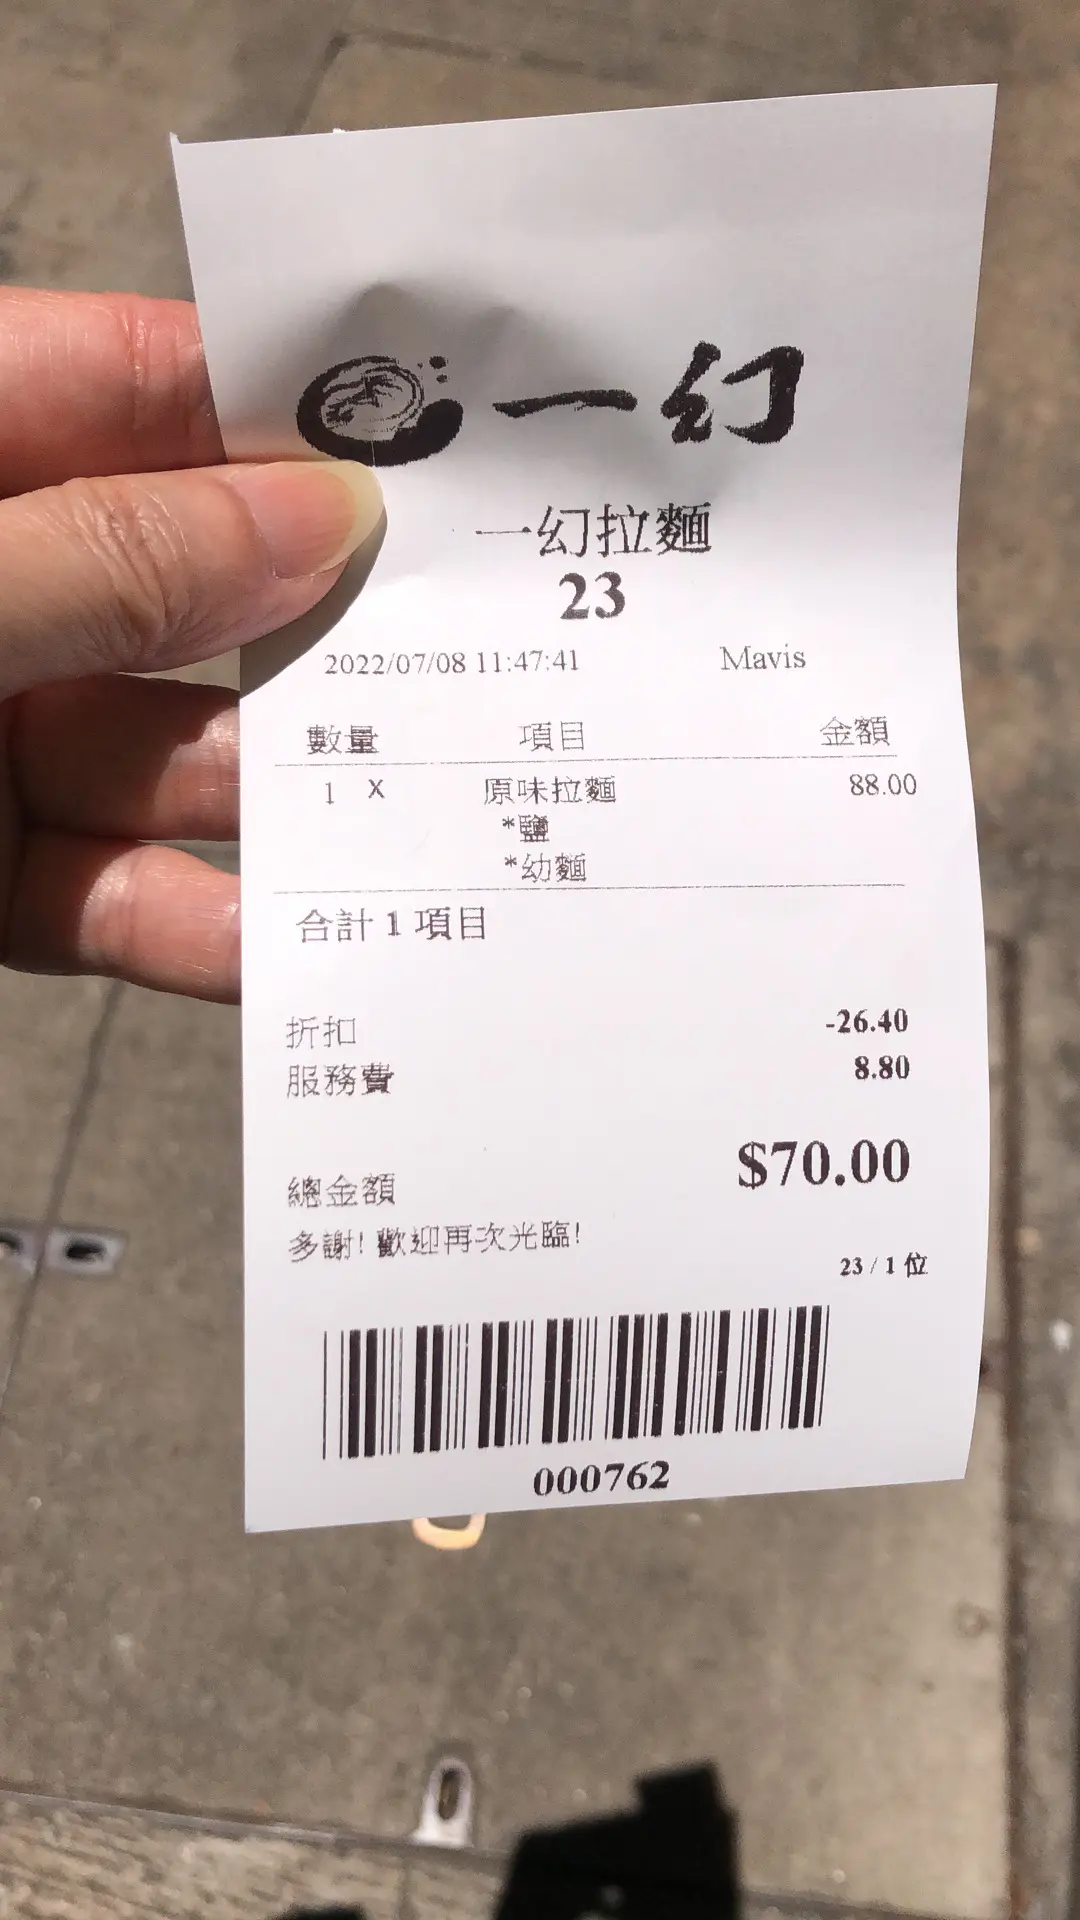 一幻
一幻拉麵
23
2022/07/08 11:47:41 Mavis
數量 項目 金額
1 X 原味拉麵 88.00
*鹽
*幼麵
合計 1 項目
折扣 -26.40
服務費 8.80
總金額 $70.00
多謝! 歡迎再次光臨!
23 / 1 位
000762